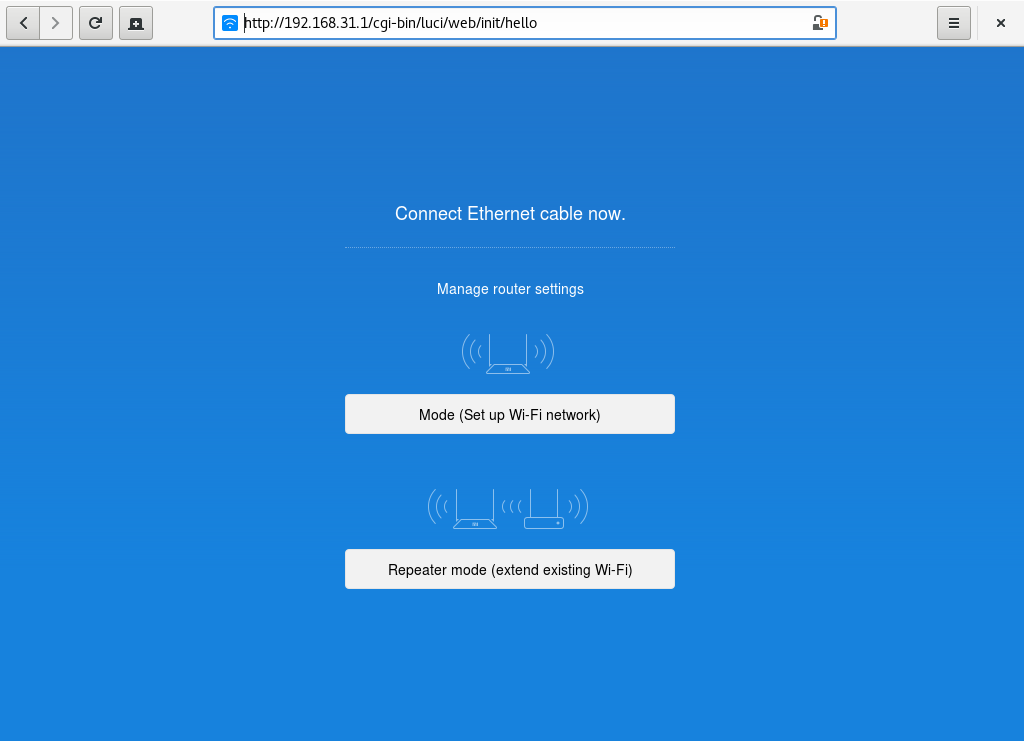 http://192.168.31.1/cgi-bin/luci/web/init/hello
Connect Ethernet cable now.
Manage router settings
Mode (Set up Wi-Fi network)
Repeater mode (extend existing Wi-Fi)